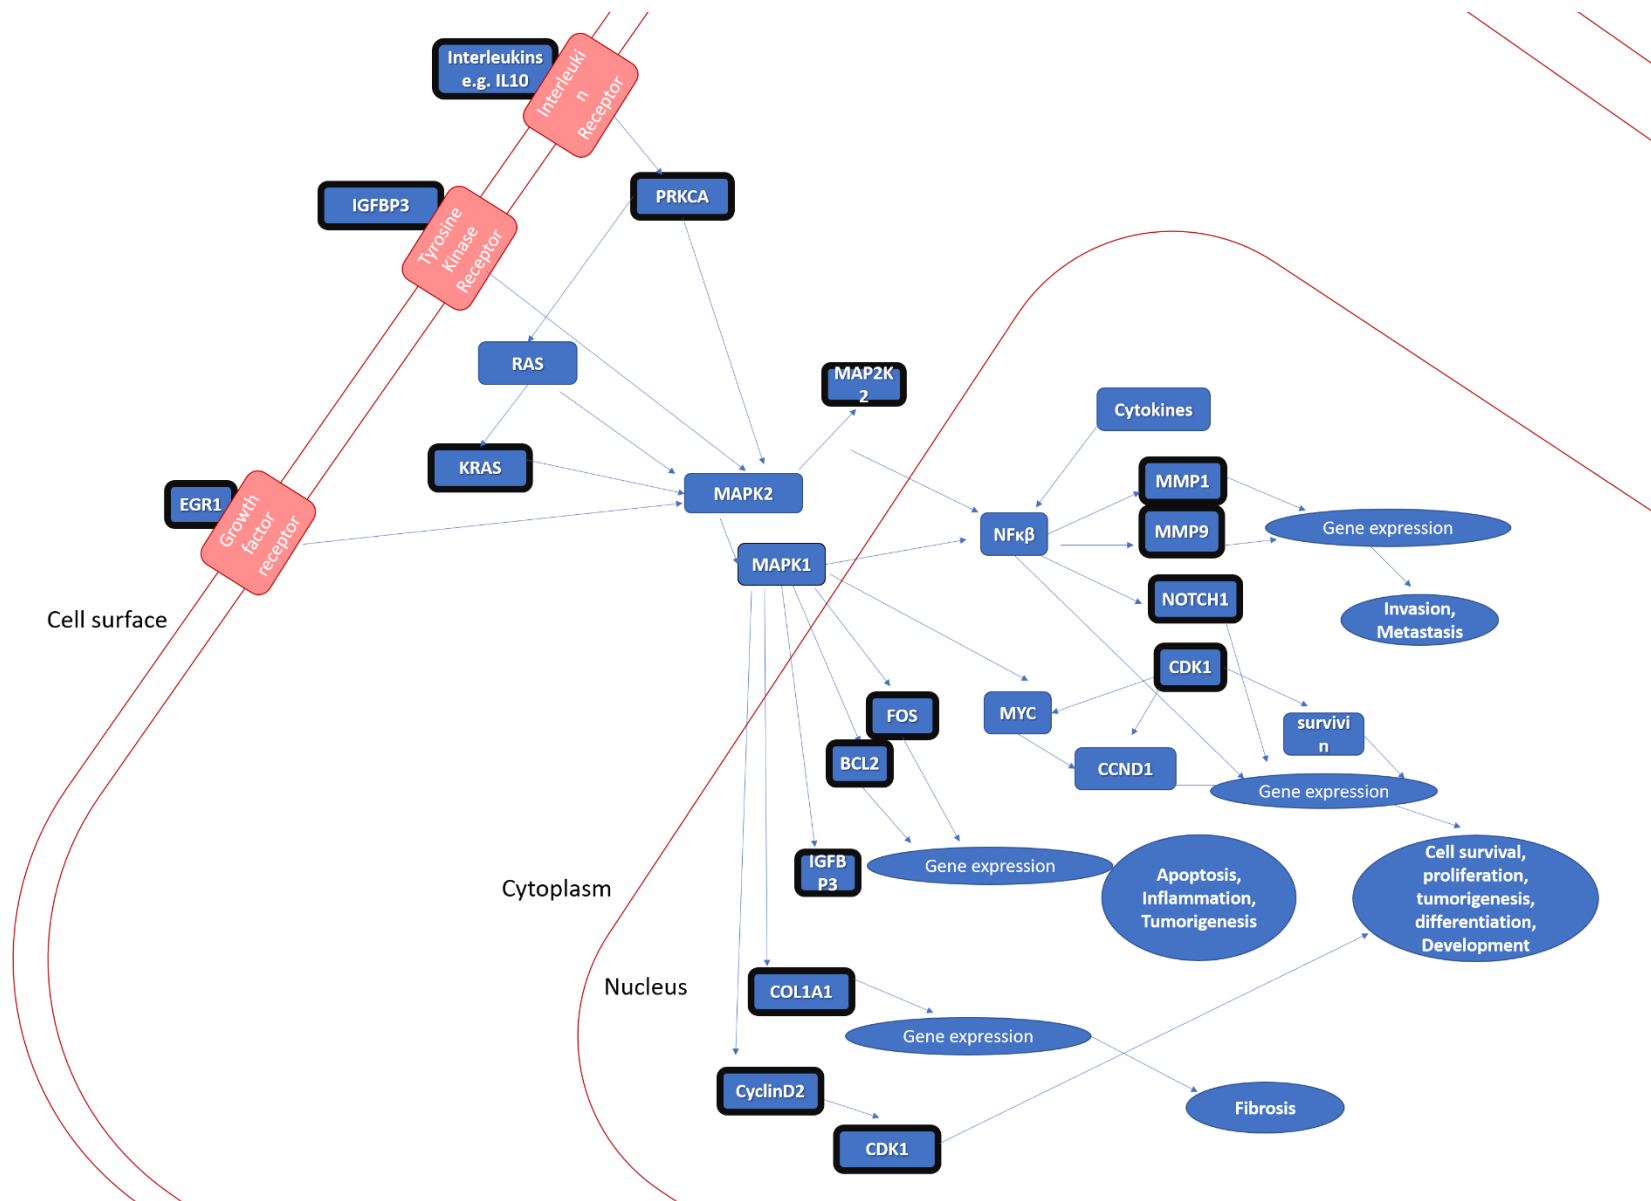 Interleukins
e.g. IL10
Interleuki
n
Receptor
IGFBP3
Tyrosine
Kinase
Receptor
PRKCA
RAS
KRAS
EGR1
Growth
factor
receptor
MAP2K
2
MAPK2
MAPK1
Cytokines
NFκβ
MMP1
MMP9
Gene expression
NOTCH1
Invasion,
Metastasis
CDK1
Cell surface
FOS
MYC
survivi
n
BCL2
CCND1
Gene expression
IGFB
P3
Gene expression
Apoptosis,
Inflammation,
Tumorigenesis
Cell survival,
proliferation,
tumorigenesis,
differentiation,
Development
Cytoplasm
Nucleus
COL1A1
Gene expression
CyclinD2
Fibrosis
CDK1